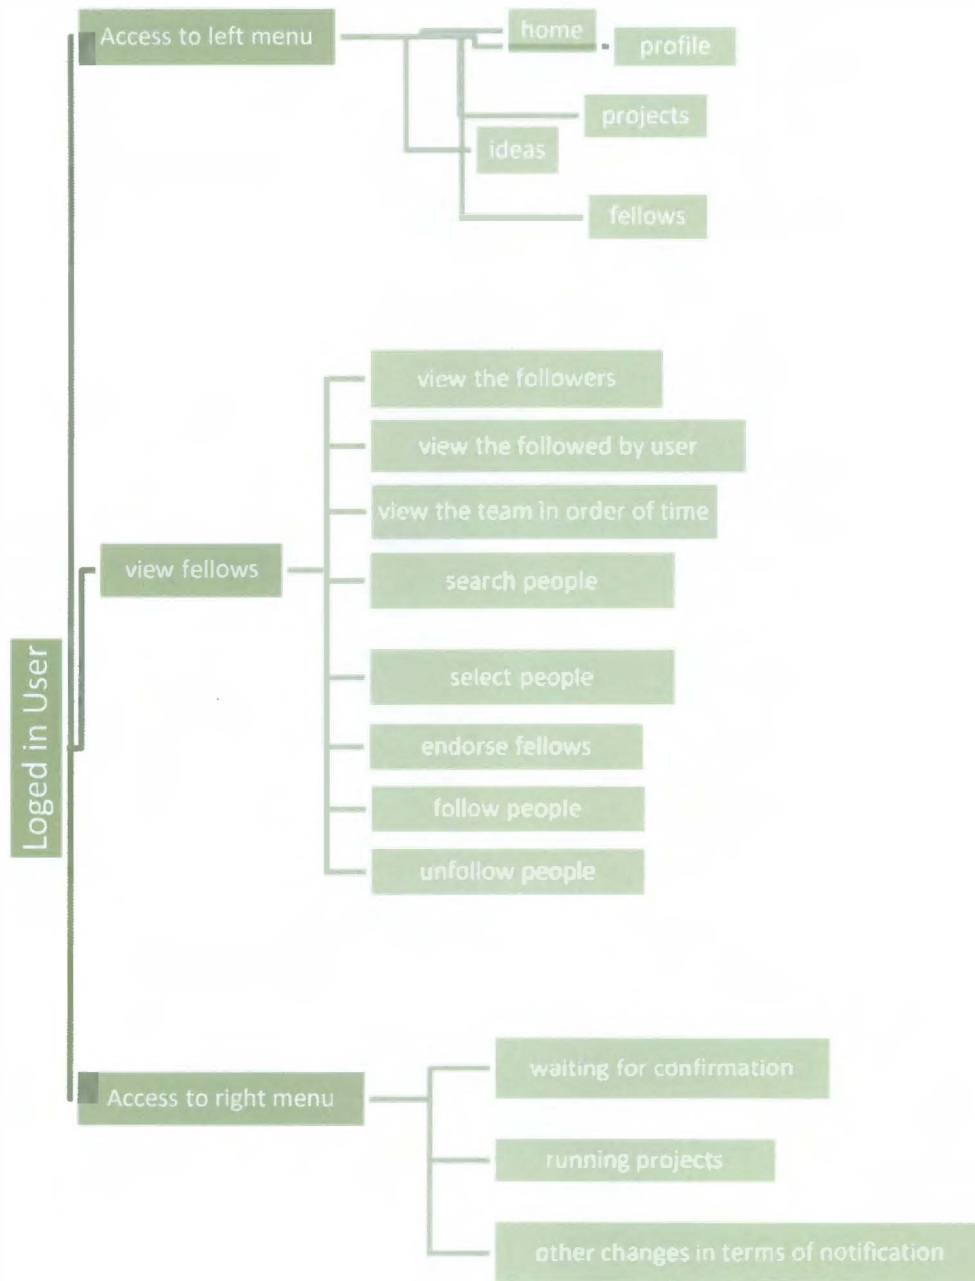 Access to left menu
home
profile
projects
ideas
fellows
view the followers
view the followed by user
view the team in order of time
view fellows
search people
Loged in User
select people
endorse fellows
follow people
unfollow people
waiting for confirmation
Access to right menu
running projects
other changes in terms of notification